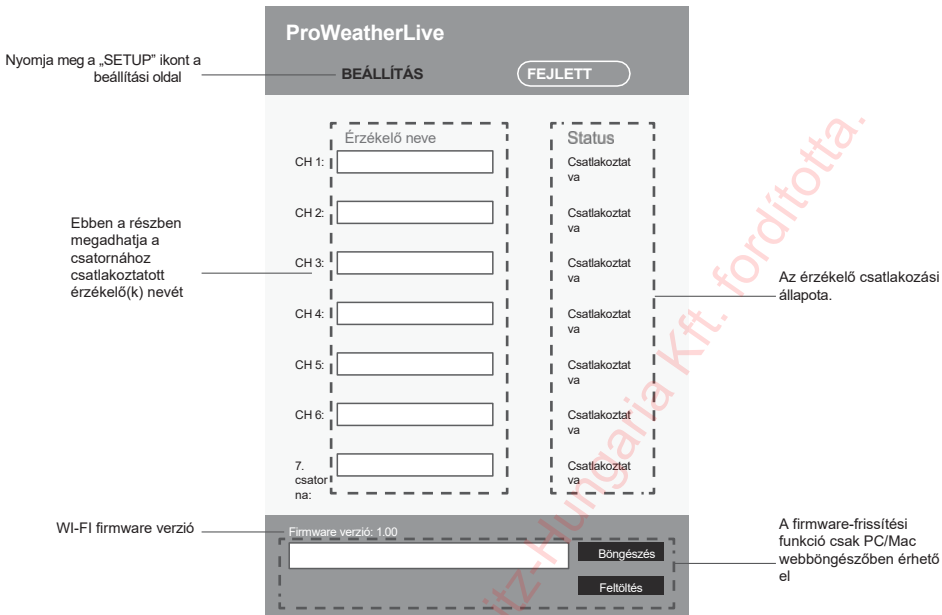 ProWeatherLive
Nyomja meg a „SETUP” ikont a
beállítási oldal
BEÁLLÍTÁS
FEJLETT
Érzékelő neve
Status
CH 1:
Csatlakoztat
va
CH 2:
Csatlakoztat
va
Ebben a részben
megadhatja a
csatornához
csatlakoztatott
érzékelő(k) nevét
CH 3:
Csatlakoztat
va
Az érzékelő csatlakozási
állapota.
CH 4:
Csatlakoztat
va
CH 5:
Csatlakoztat
va
CH 6:
Csatlakoztat
va
7.
csator
na:
Csatlakoztat
va
WI-FI firmware verzió
Firmware verzió: 1.00
Böngészés
Feltöltés
A firmware-frissítési
funkció csak PC/Mac
webböngészőben érhető
el
itz-Hungaria Kft. fordította.